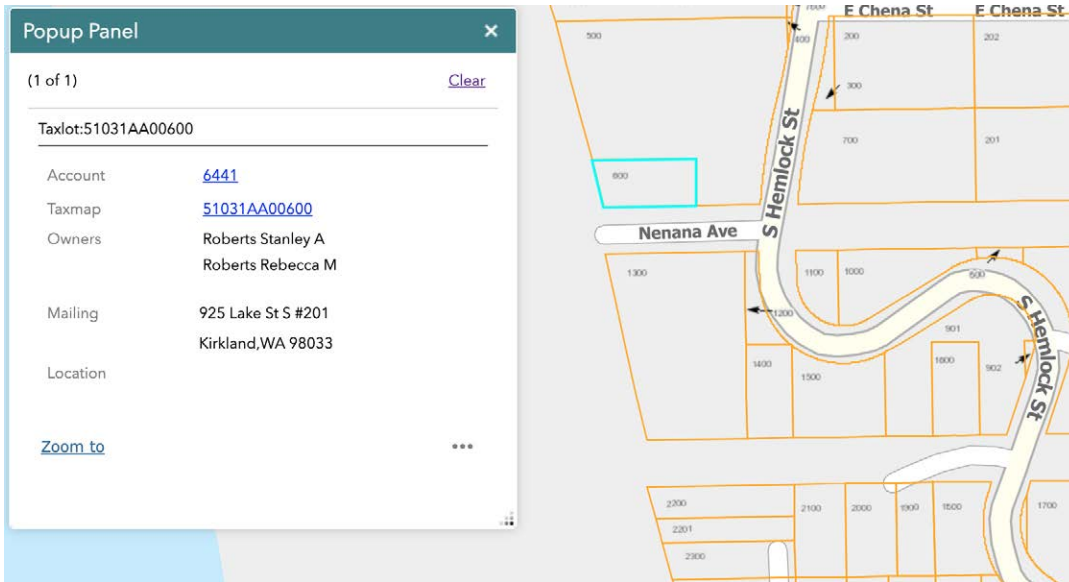 Popup Panel ×
(1 of 1) Clear
Taxlot:51031AA00600
Account 6441
Taxmap 51031AA00600
Owners Roberts Stanley A
Roberts Rebecca M
Mailing 925 Lake St S #201
Kirkland,WA 98033
Location
Zoom to
E Chena St E Chena St
500
400
200
202
300
S Hemlock St
700
201
600
Nenana Ave
1300
1100
1000
600
1200
S Hemlock St
901
1400
1500
1600
902
2200
2100
2000
1900
1500
1700
2201
2300